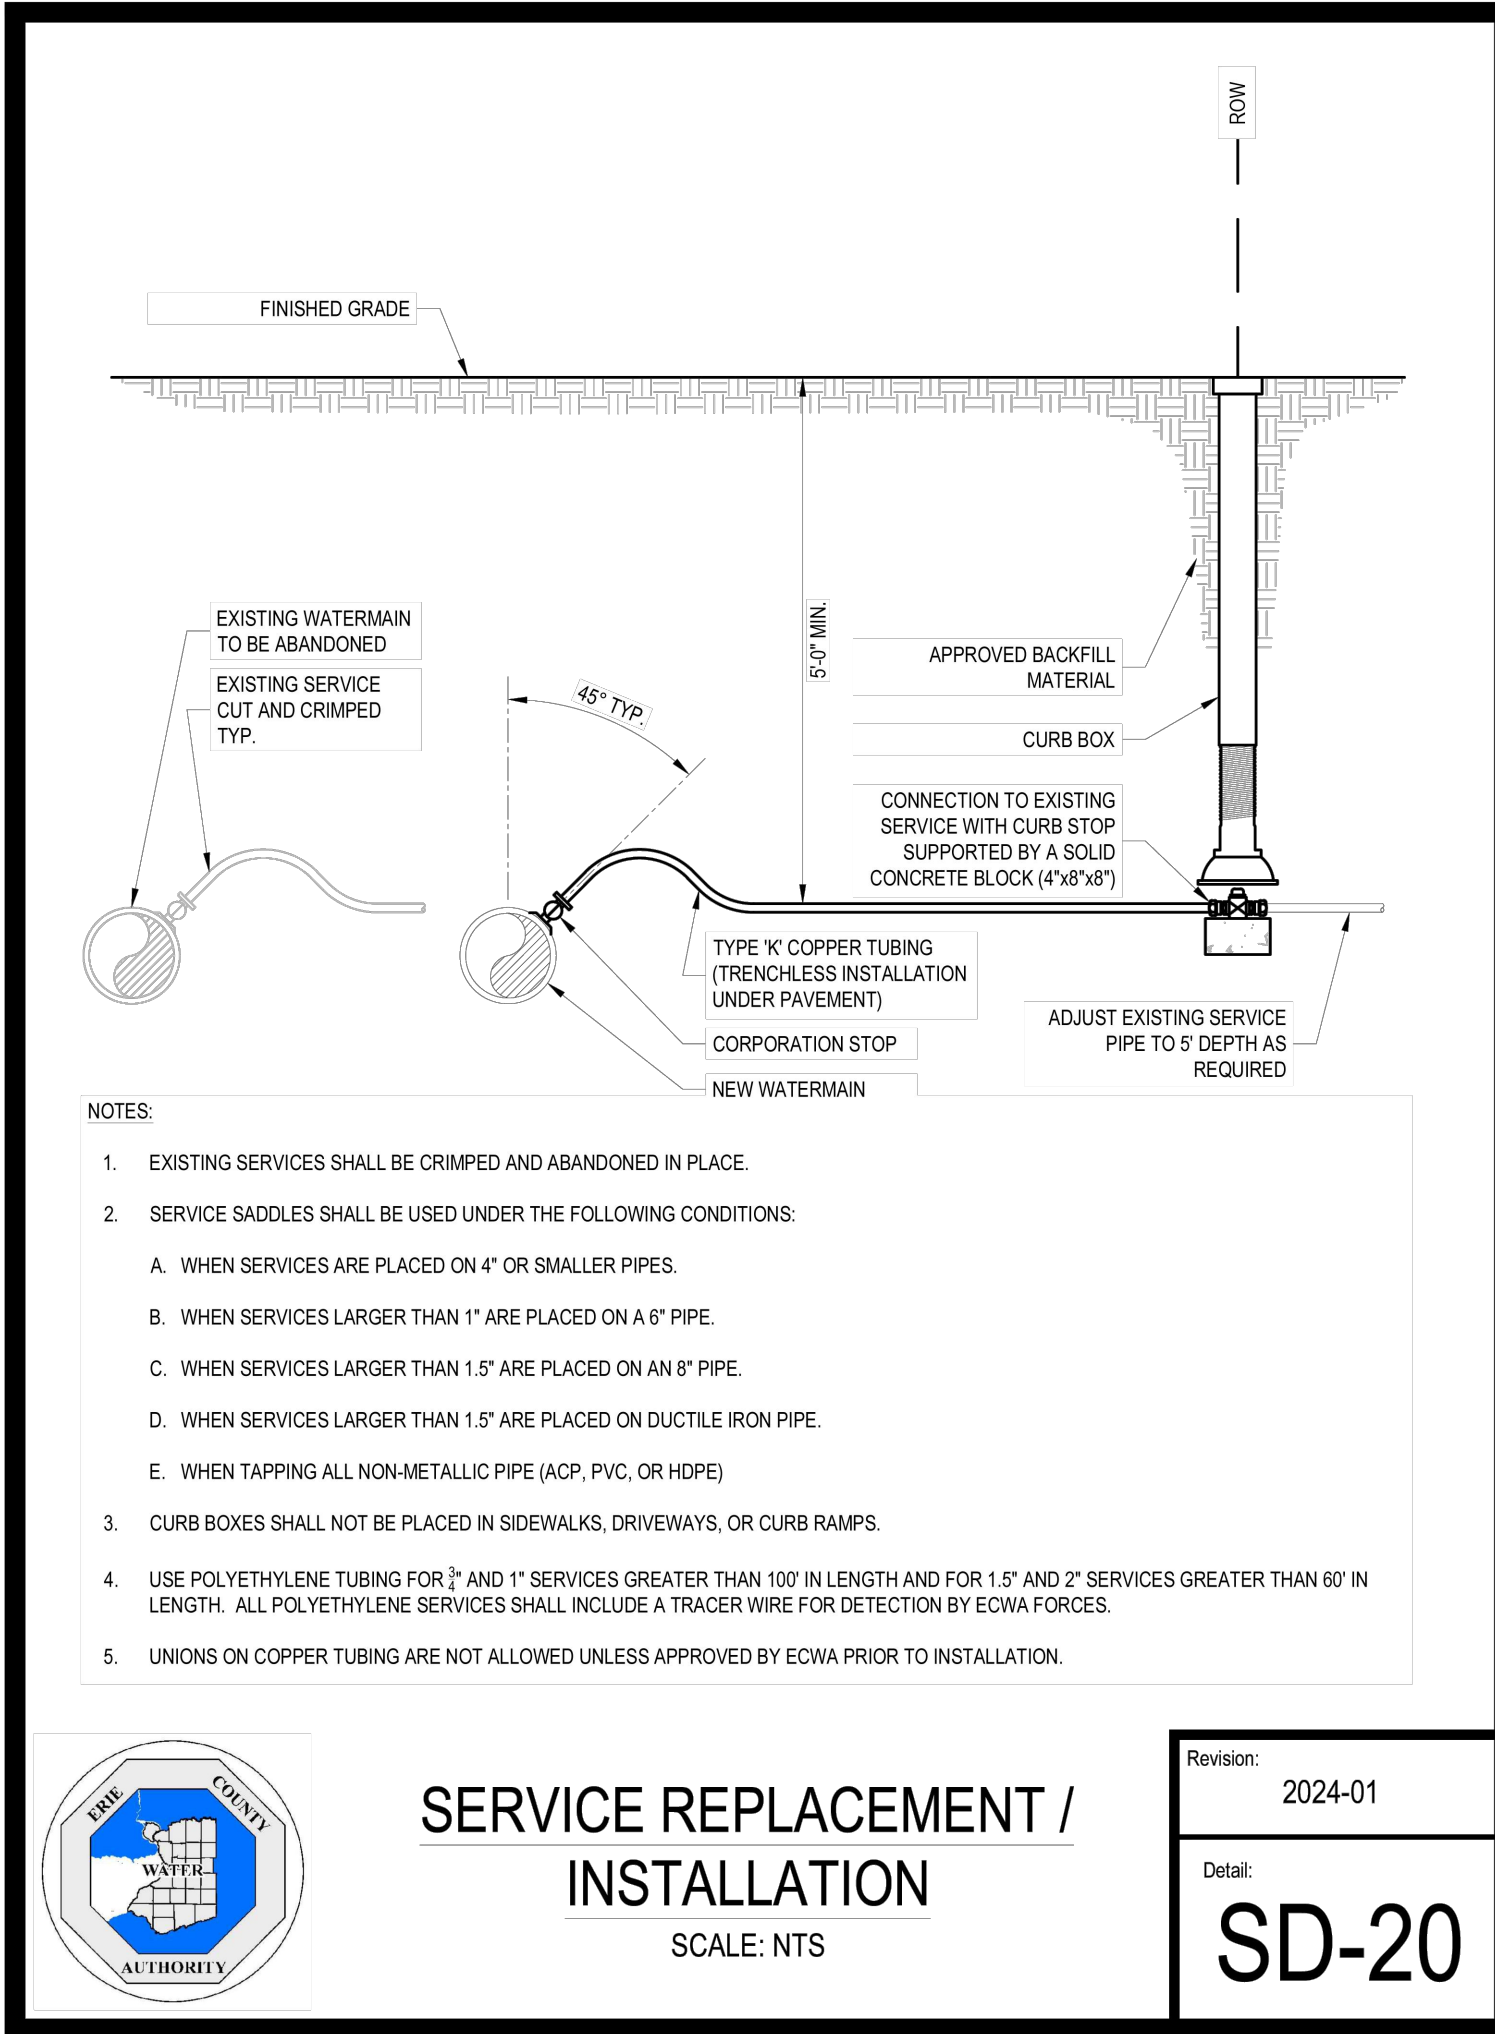 ROW
FINISHED GRADE
EXISTING WATERMAIN
TO BE ABANDONED
EXISTING SERVICE
CUT AND CRIMPED
TYP.
45° TYP.
5'-0" MIN.
APPROVED BACKFILL
MATERIAL
CURB BOX
CONNECTION TO EXISTING
SERVICE WITH CURB STOP
SUPPORTED BY A SOLID
CONCRETE BLOCK (4"x8"x8")
TYPE 'K' COPPER TUBING
(TRENCHLESS INSTALLATION
UNDER PAVEMENT)
CORPORATION STOP
NEW WATERMAIN
ADJUST EXISTING SERVICE
PIPE TO 5' DEPTH AS
REQUIRED
NOTES:
1. EXISTING SERVICES SHALL BE CRIMPED AND ABANDONED IN PLACE.
2. SERVICE SADDLES SHALL BE USED UNDER THE FOLLOWING CONDITIONS:
A. WHEN SERVICES ARE PLACED ON 4" OR SMALLER PIPES.
B. WHEN SERVICES LARGER THAN 1" ARE PLACED ON A 6" PIPE.
C. WHEN SERVICES LARGER THAN 1.5" ARE PLACED ON AN 8" PIPE.
D. WHEN SERVICES LARGER THAN 1.5" ARE PLACED ON DUCTILE IRON PIPE.
E. WHEN TAPPING ALL NON-METALLIC PIPE (ACP, PVC, OR HDPE)
3. CURB BOXES SHALL NOT BE PLACED IN SIDEWALKS, DRIVEWAYS, OR CURB RAMPS.
4. USE POLYETHYLENE TUBING FOR 3/4" AND 1" SERVICES GREATER THAN 100' IN LENGTH AND FOR 1.5" AND 2" SERVICES GREATER THAN 60' IN
LENGTH. ALL POLYETHYLENE SERVICES SHALL INCLUDE A TRACER WIRE FOR DETECTION BY ECWA FORCES.
5. UNIONS ON COPPER TUBING ARE NOT ALLOWED UNLESS APPROVED BY ECWA PRIOR TO INSTALLATION.
ERIE COUNTY
WATER
AUTHORITY
SERVICE REPLACEMENT /
INSTALLATION
SCALE: NTS
Revision:
2024-01
Detail:
SD-20